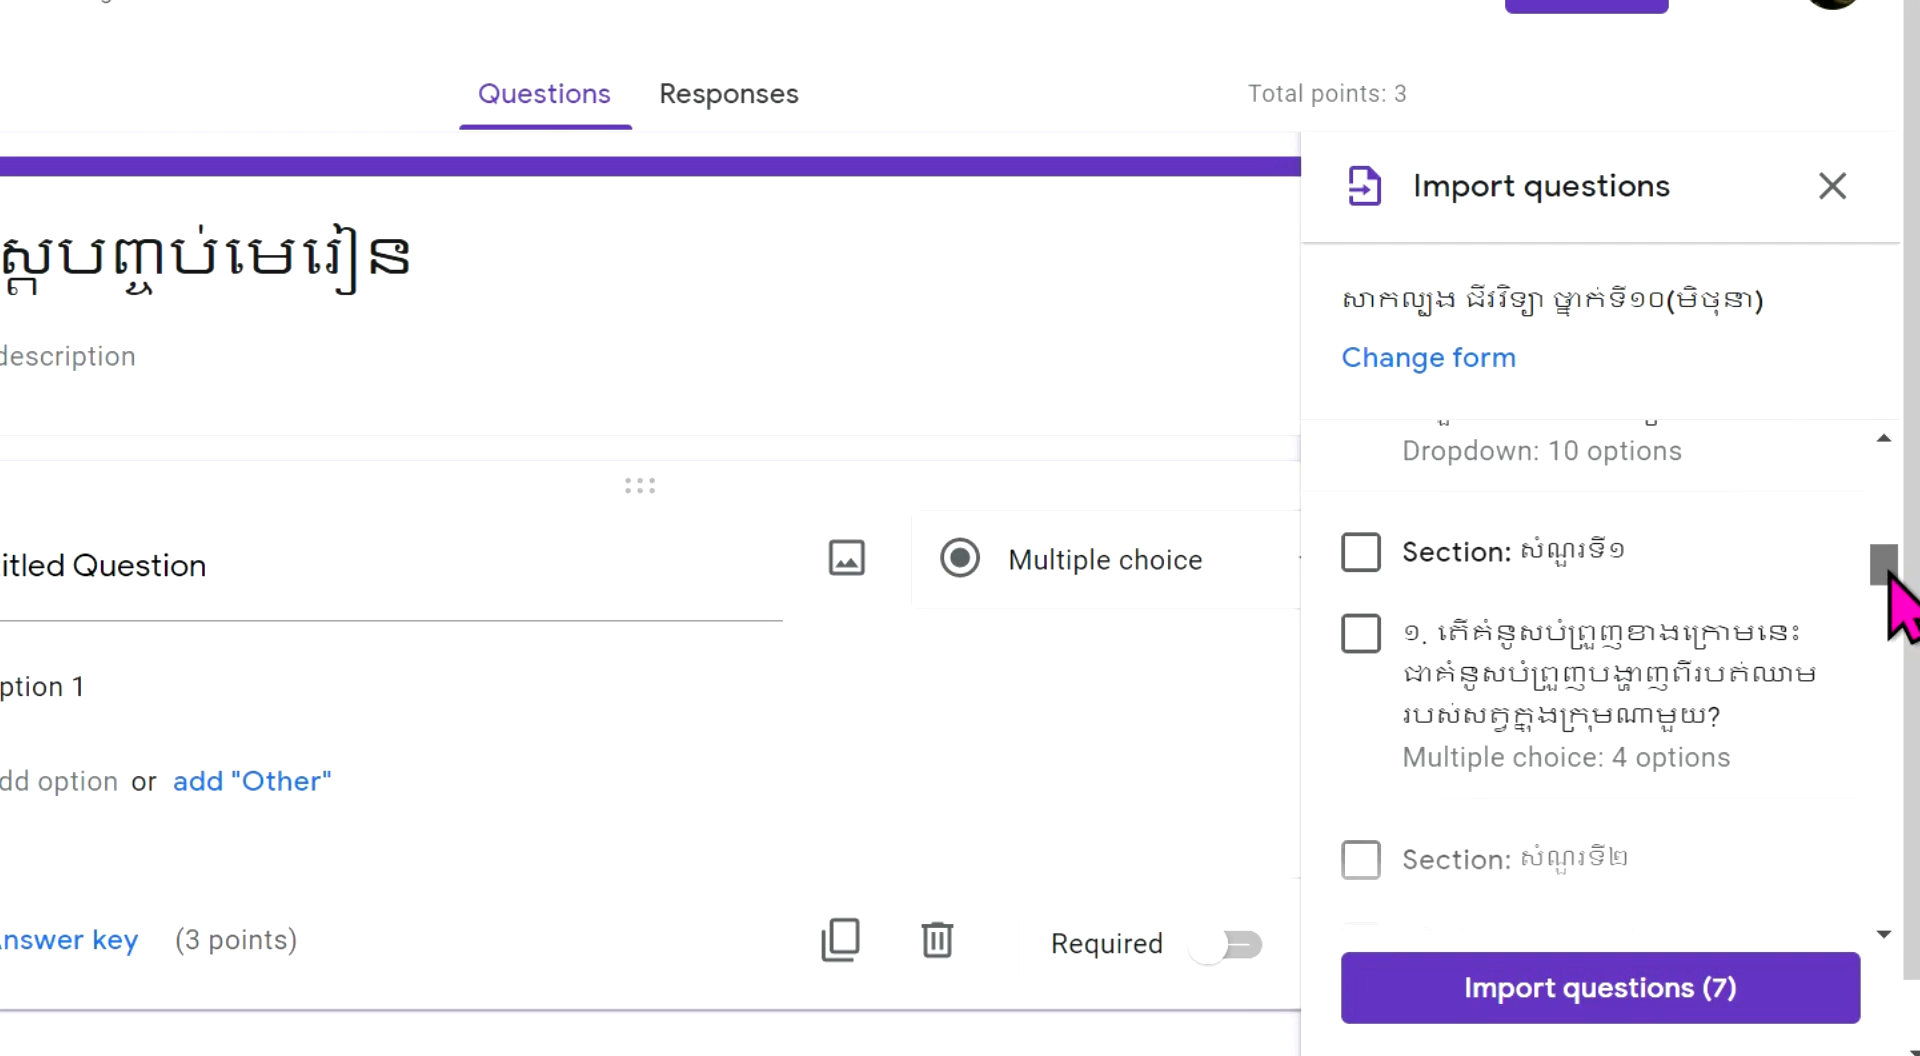 Questions
Responses
Total points: 3
Import questions
ស្តបញ្ចប់មេរៀន
សាកល្បង ជីវវិទ្យា ថ្នាក់ទី១០(មិថុនា)
description
Change form
Dropdown: 10 options
itled Question
Multiple choice
Section: សំណួរទី១
១. តើគំនូសបំព្រួញខាងក្រោមនេះ
ជាគំនូសបំព្រួញបង្ហាញពីរបត់ឈាម
របស់សត្វក្នុងក្រុមណាមួយ?
Multiple choice: 4 options
ption 1
dd option or add "Other"
Section: សំណួរទី២
nswer key (3 points)
Required
Import questions (7)